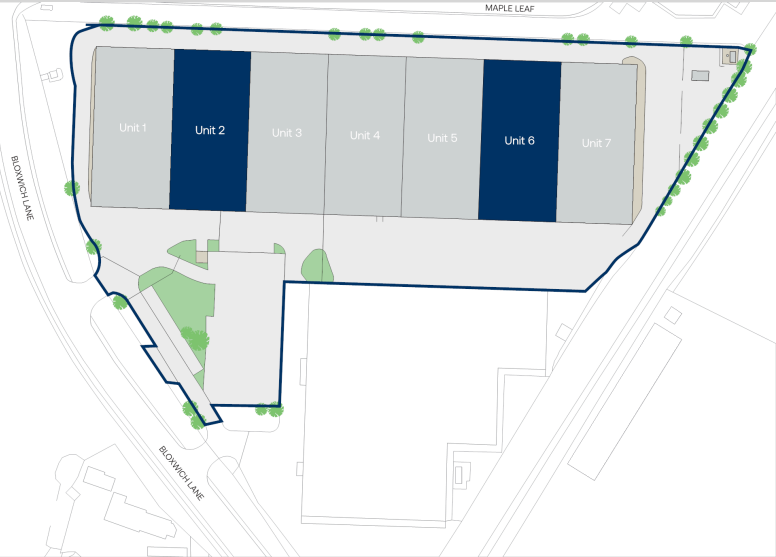 MAPLE LEAF
Unit 1
Unit 2
Unit 3
Unit 4
Unit 5
Unit 6
Unit 7
BLOXWICH LANE
BLOXWICH LANE